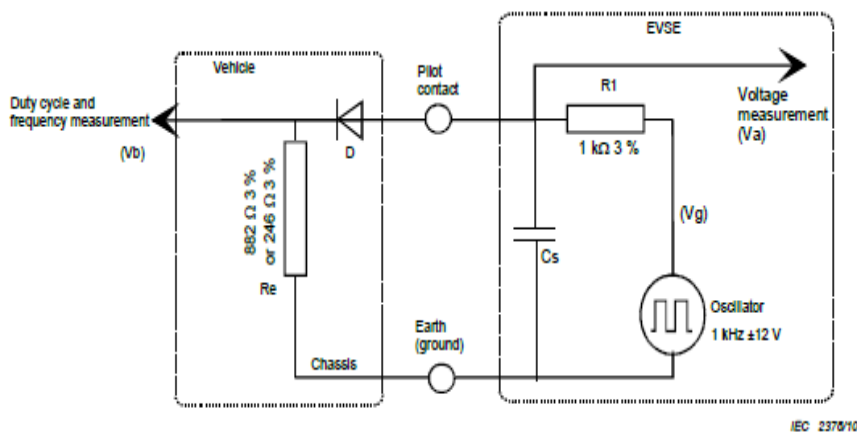 EVSE
Vehicle
Pilot
contact
R1
Voltage
measurement
(Va)
Duty cycle and
frequency measurement
(Vb)
D
1 kΩ 3 %
882 Ω 3 %
or 246 Ω 3 %
(Vg)
Cs
Re
Oscillator
1 kHz ±12 V
Earth
(ground)
Chassis
IEC 2376/10